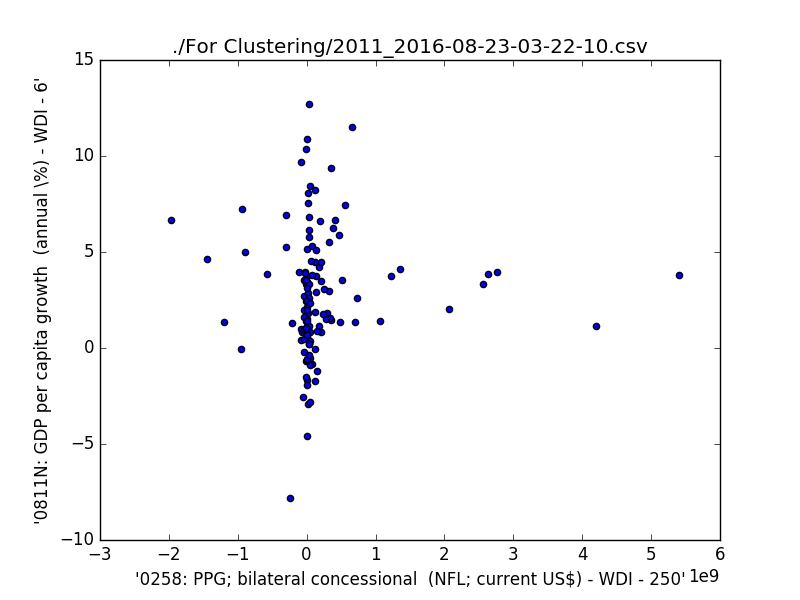 ./For Clustering/2011_2016-08-23-03-22-10.csv
15
10
5
0
−5
−10
'0811N: GDP per capita growth  (annual \%) - WDI - 6'
−3 −2 −1 0 1 2 3 4 5 6
1e9
'0258: PPG; bilateral concessional  (NFL; current US$) - WDI - 250'